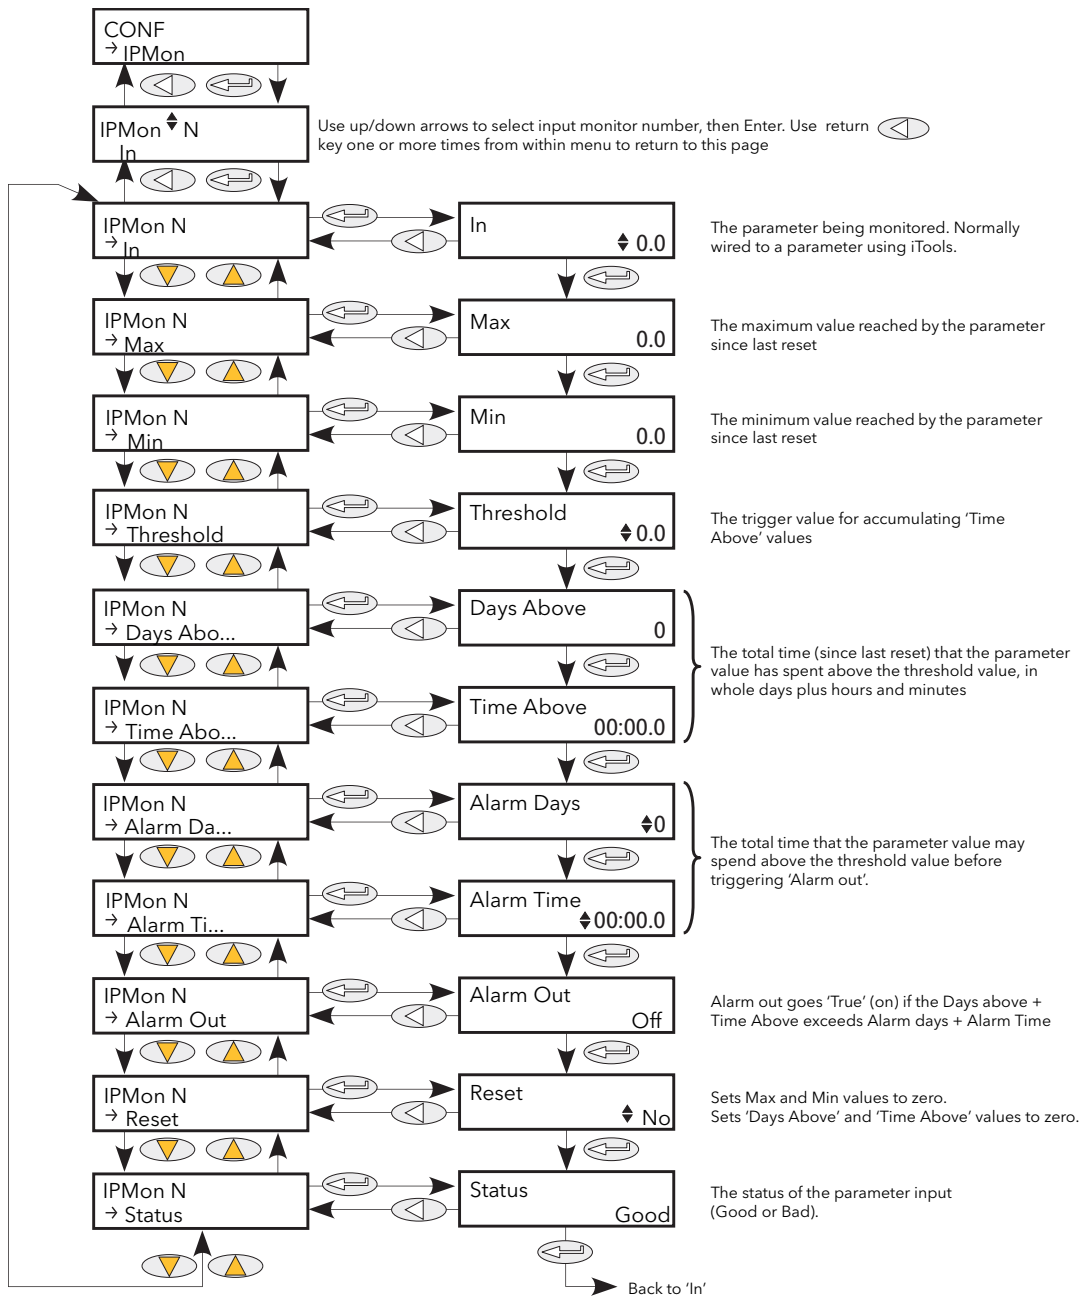 CONF
→ IPMon
IPMon N
In
Use up/down arrows to select input monitor number, then Enter. Use return
key one or more times from within menu to return to this page
IPMon N
→ In
In
0.0
The parameter being monitored. Normally
wired to a parameter using iTools.
IPMon N
→ Max
Max
0.0
The maximum value reached by the parameter
since last reset
IPMon N
→ Min
Min
0.0
The minimum value reached by the parameter
since last reset
IPMon N
→ Threshold
Threshold
0.0
The trigger value for accumulating ‘Time
Above’ values
IPMon N
→ Days Abo...
Days Above
0
IPMon N
→ Time Abo...
Time Above
00:00.0
The total time (since last reset) that the parameter
value has spent above the threshold value, in
whole days plus hours and minutes
IPMon N
→ Alarm Da...
Alarm Days
0
IPMon N
→ Alarm Ti...
Alarm Time
00:00.0
The total time that the parameter value may
spend above the threshold value before
triggering ‘Alarm out’.
IPMon N
→ Alarm Out
Alarm Out
Off
Alarm out goes ‘True’ (on) if the Days above +
Time Above exceeds Alarm days + Alarm Time
IPMon N
→ Reset
Reset
No
Sets Max and Min values to zero.
Sets ‘Days Above’ and ‘Time Above’ values to zero.
IPMon N
→ Status
Status
Good
The status of the parameter input
(Good or Bad).
Back to ‘In’